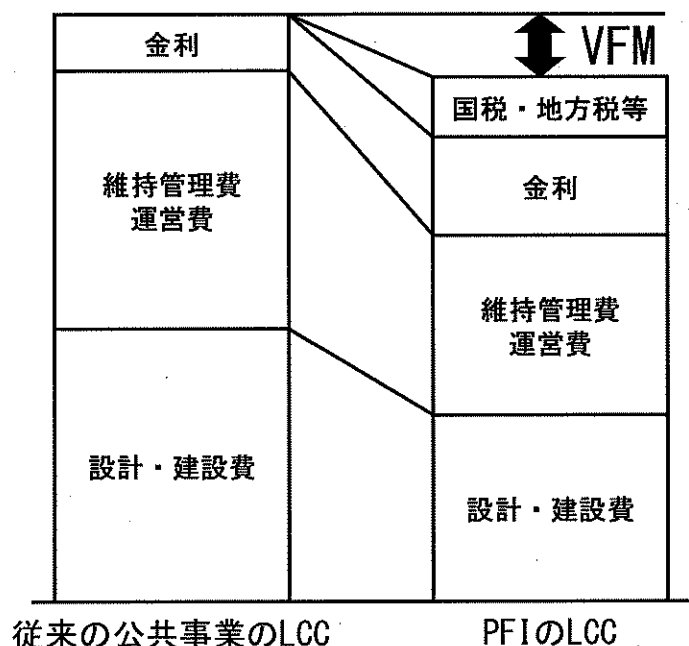 金利
維持管理費
運営費
設計・建設費
従来の公共事業のLCC
VFM
国税・地方税等
金利
維持管理費
運営費
設計・建設費
PFIのLCC